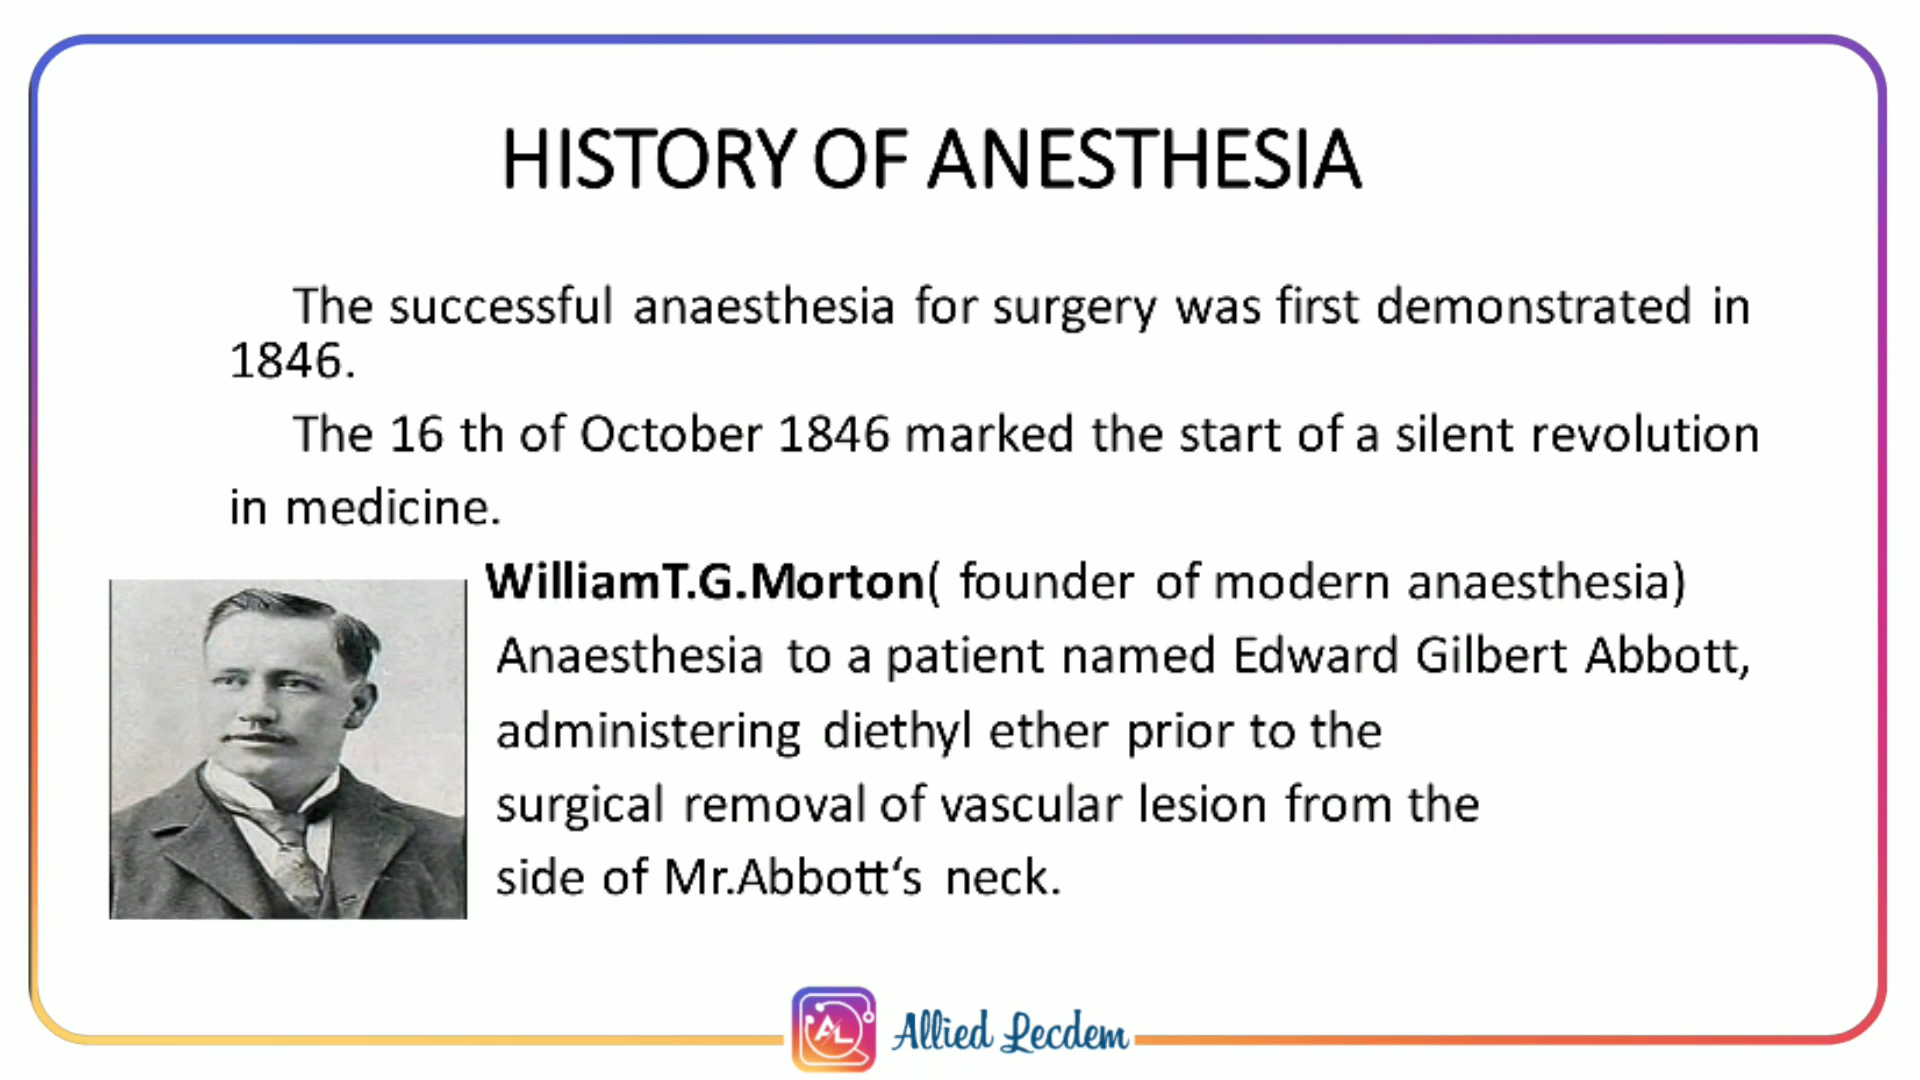 HISTORY OF ANESTHESIA
The successful anaesthesia for surgery was first demonstrated in
1846.
The 16 th of October 1846 marked the start of a silent revolution
in medicine.
WilliamT.G.Morton( founder of modern anaesthesia)
Anaesthesia to a patient named Edward Gilbert Abbott,
administering diethyl ether prior to the
surgical removal of vascular lesion from the
side of Mr.Abbott‘s neck.
AL Allied Lecdem